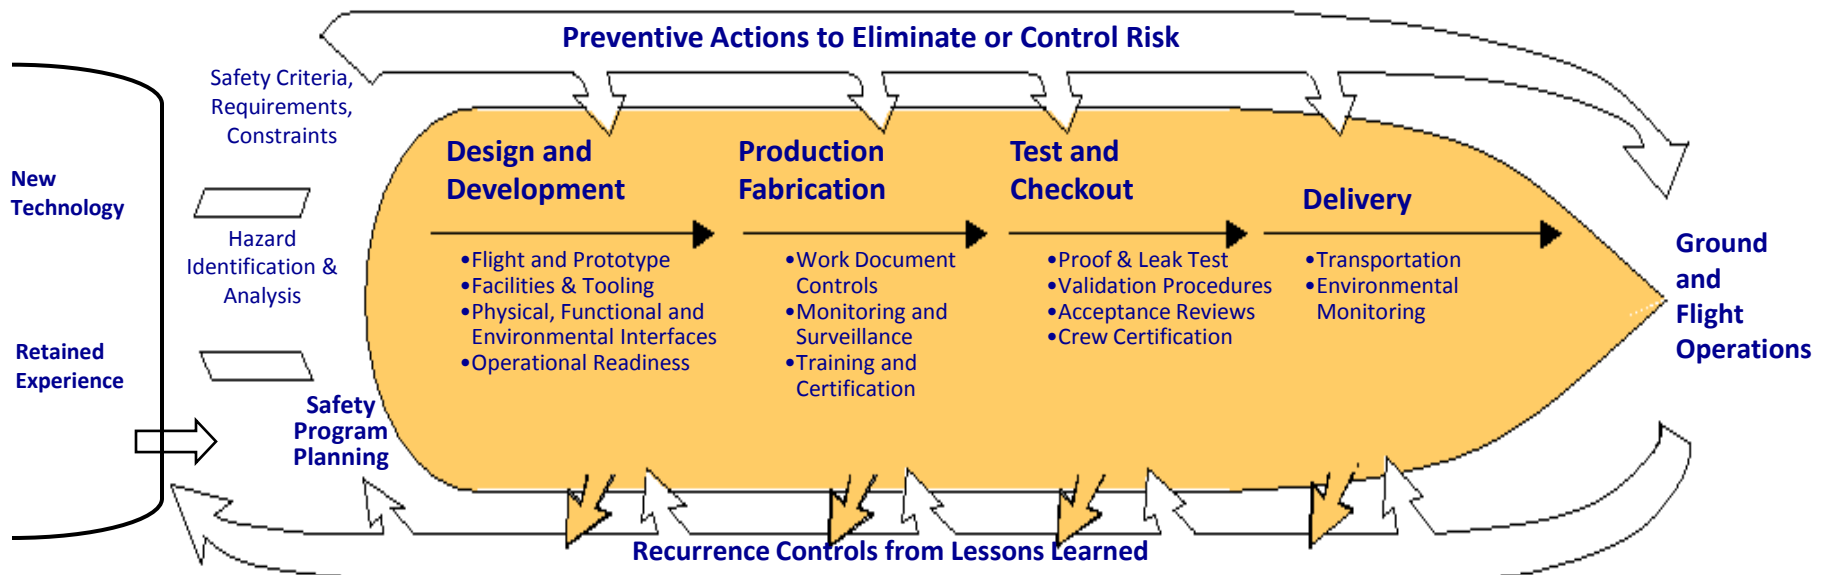 Preventive Actions to Eliminate or Control Risk
Safety Criteria,
Requirements,
Constraints
New
Technology
Hazard
Identification &
Analysis
Retained
Experience
Safety
Program
Planning
Design and
Development
•Flight and Prototype
•Facilities & Tooling
•Physical, Functional and
Environmental Interfaces
•Operational Readiness
Production
Fabrication
•Work Document
Controls
•Monitoring and
Surveillance
•Training and
Certification
Test and
Checkout
•Proof & Leak Test
•Validation Procedures
•Acceptance Reviews
•Crew Certification
Delivery
•Transportation
•Environmental
Monitoring
Ground
and
Flight
Operations
Recurrence Controls from Lessons Learned